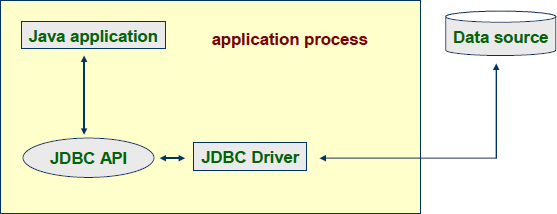 Java application
application process
Data source
JDBC API
JDBC Driver